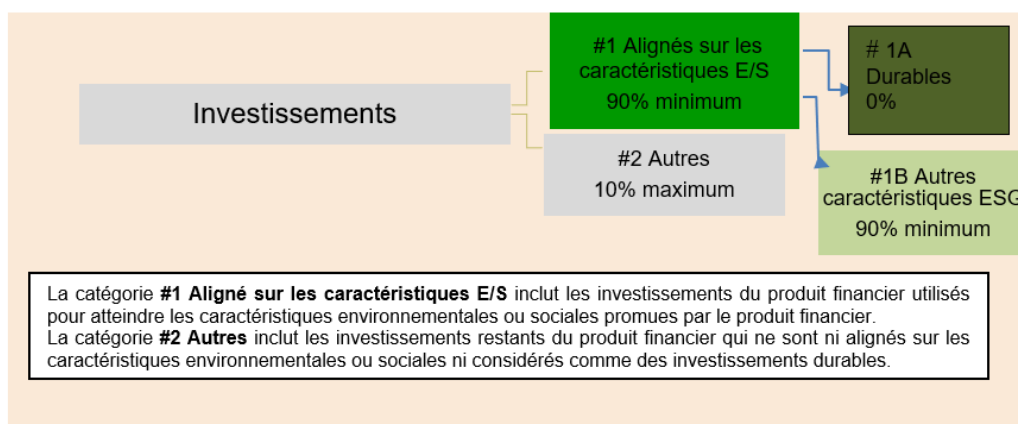 Investissements
#1 Alignés sur les
caractéristiques E/S
90% minimum
#2 Autres
10% maximum
# 1A
Durables
0%
#1B Autres
caractéristiques ESG
90% minimum
La catégorie #1 Aligné sur les caractéristiques E/S inclut les investissements du produit financier utilisés
pour atteindre les caractéristiques environnementales ou sociales promues par le produit financier.
La catégorie #2 Autres inclut les investissements restants du produit financier qui ne sont ni alignés sur les
caractéristiques environnementales ou sociales ni considérés comme des investissements durables.